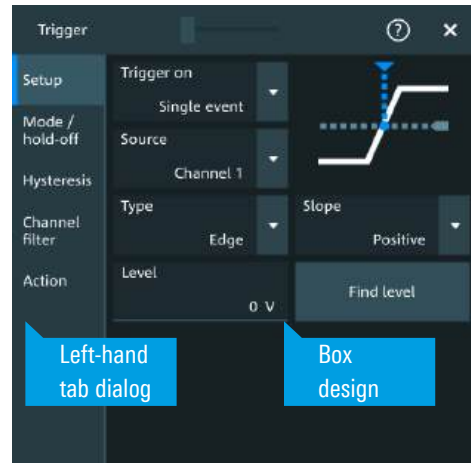 Trigger
?
×
Setup
Mode /
hold-off
Hysteresis
Channel
filter
Action
Trigger on
Single event
Source
Channel 1
Type
Edge
Slope
Positive
Level
0 V
Find level
Left-hand
tab dialog
Box
design